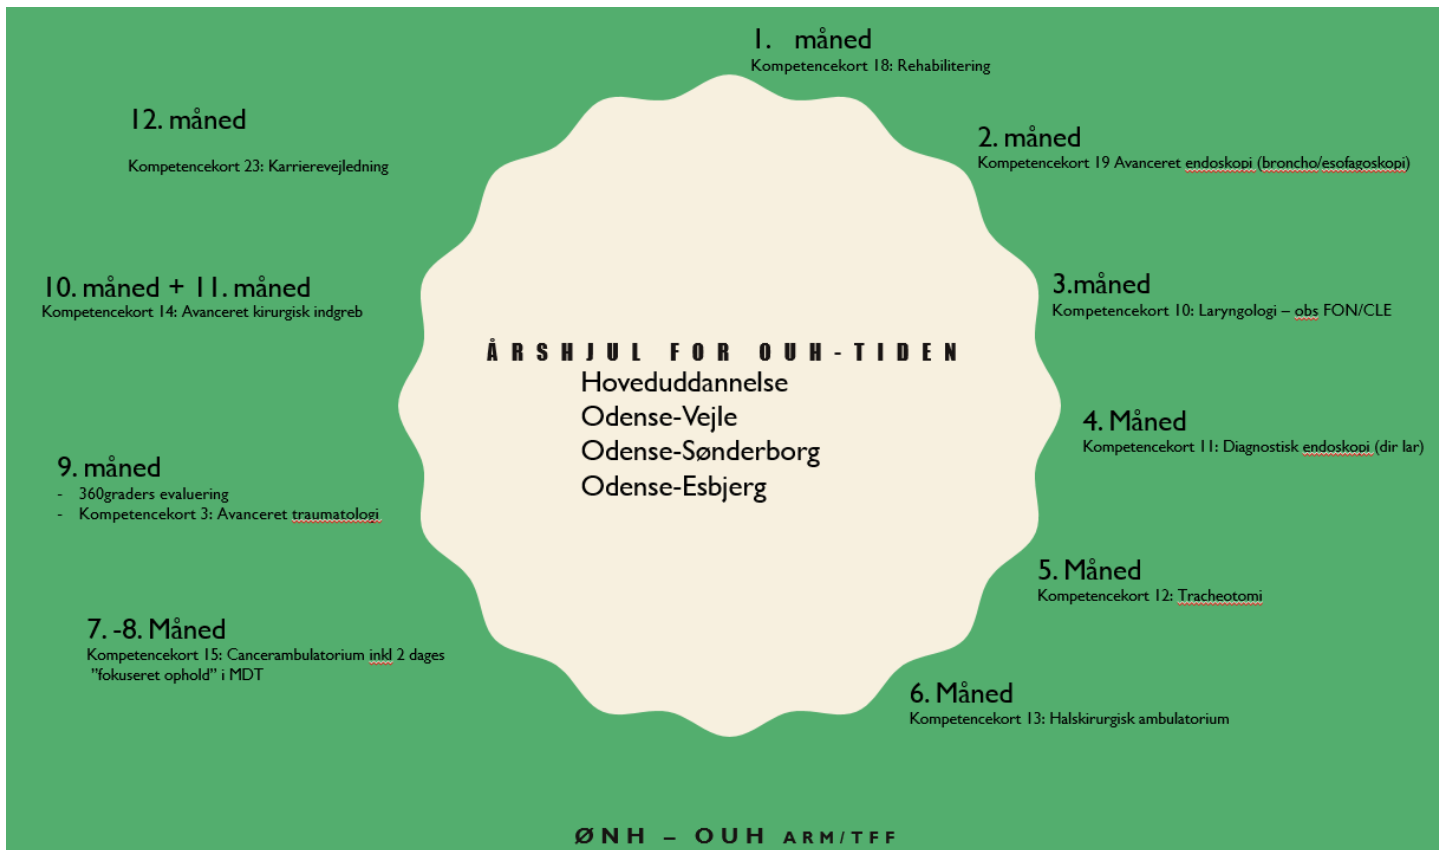 1. måned
Kompetencekort 18: Rehabilitering
2. måned
Kompetencekort 19 Avanceret endoskopi (broncho/esofagoskopi)
3.måned
Kompetencekort 10: Laryngologi – obs FON/CLE
4. Måned
Kompetencekort 11: Diagnostisk endoskopi (dir lar)
5. Måned
Kompetencekort 12: Tracheotomi
6. Måned
Kompetencekort 13: Halskirurgisk ambulatorium
7. -8. Måned
Kompetencekort 15: Cancerambulatorium inkl 2 dages
”fokuseret ophold” i MDT
9. måned
- 360graders evaluering
- Kompetencekort 3: Avanceret traumatologi
10. måned + 11. måned
Kompetencekort 14: Avanceret kirurgisk indgreb
12. måned
Kompetencekort 23: Karrierevejledning
ÅRSHJUL FOR OUH-TIDEN
Hoveduddannelse
Odense-Vejle
Odense-Sønderborg
Odense-Esbjerg
ØNH – OUH ARM/TFF